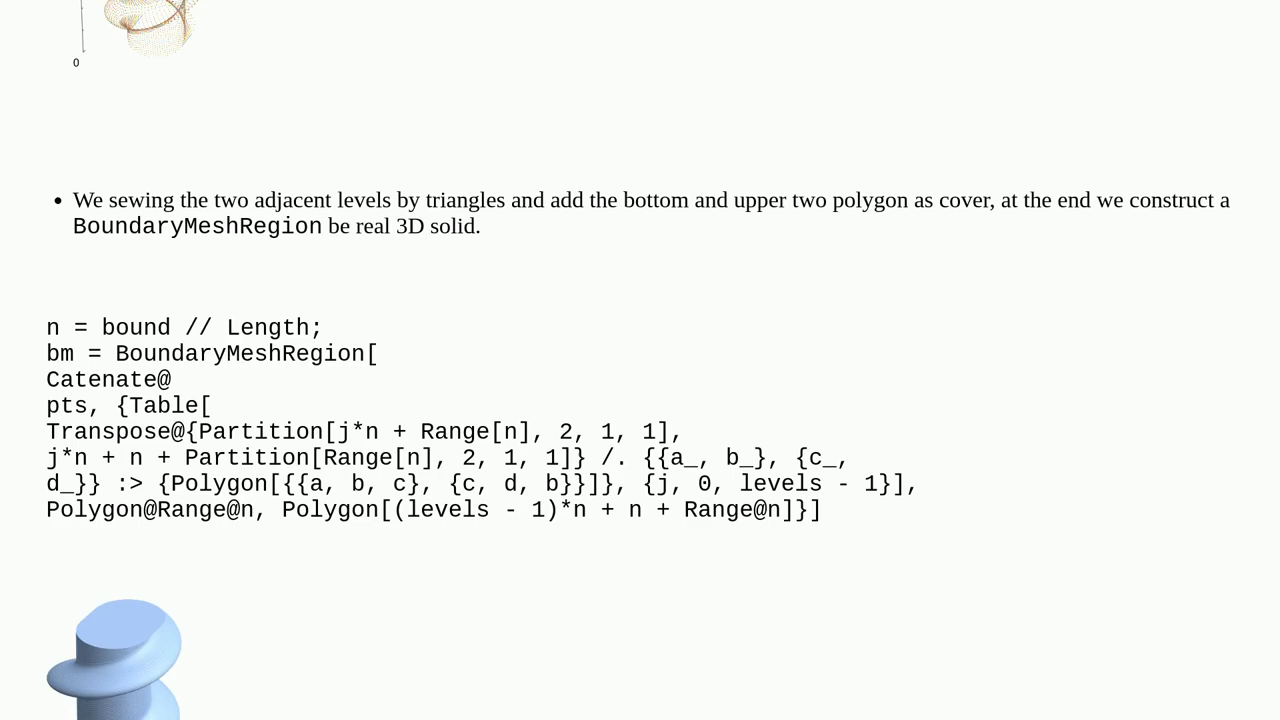 0
• We sewing the two adjacent levels by triangles and add the bottom and upper two polygon as cover, at the end we construct a
BoundaryMeshRegion be real 3D solid.
n = bound // Length;
bm = BoundaryMeshRegion[
Catenate@
pts, {Table[
Transpose@{Partition[j*n + Range[n], 2, 1, 1],
j*n + n + Partition[Range[n], 2, 1, 1]} /. {{a_, b_}, {c_,
d_}} :> {Polygon[{{a, b, c}, {c, d, b}}]}, {j, 0, levels - 1}],
Polygon@Range@n, Polygon[(levels - 1)*n + n + Range@n]}]